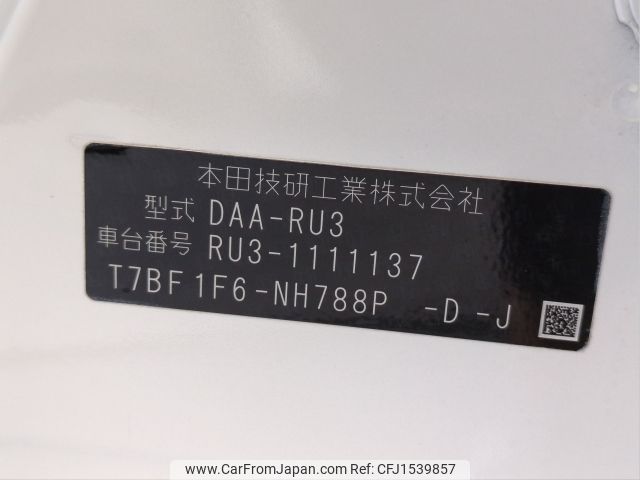 本田技研工業株式会社
型式 DAA-RU3
車台番号 RU3-1111137
T7BF1F6-NH788P -D -J
www.CarFromJapan.com CFJ1539857